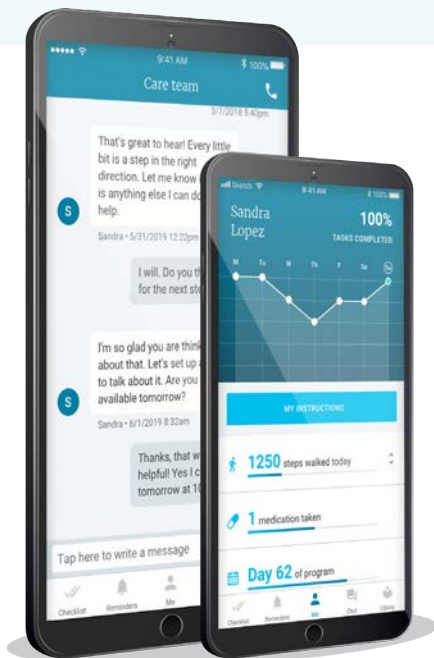 9:41 AM
100%
Care team
3/7/2018 5:40pm
That's great to hear! Every little
bit is a step in the right
direction. Let me know
is anything else I can do
help.
S
Sandra • 5/31/2019 12:22pm
I will. Do you
for the next
I'm so glad you are
about that. Let's set up
to talk about it. Are you
available tomorrow?
S
Sandra • 6/1/2019 8:32am
Thanks, that
helpful! Yes I
tomorrow at
Tap here to write a message
Checklist
Reminders
Me
Sketch
9:41 AM
100%
Sandra
Lopez
100%
TASKS COMPLETED
M Tu W Th F Sa Su
MY INSTRUCTIONS
1250 steps walked today
1 medication taken
Day 62 of program
Checklist
Reminders
Me
Chat
Library